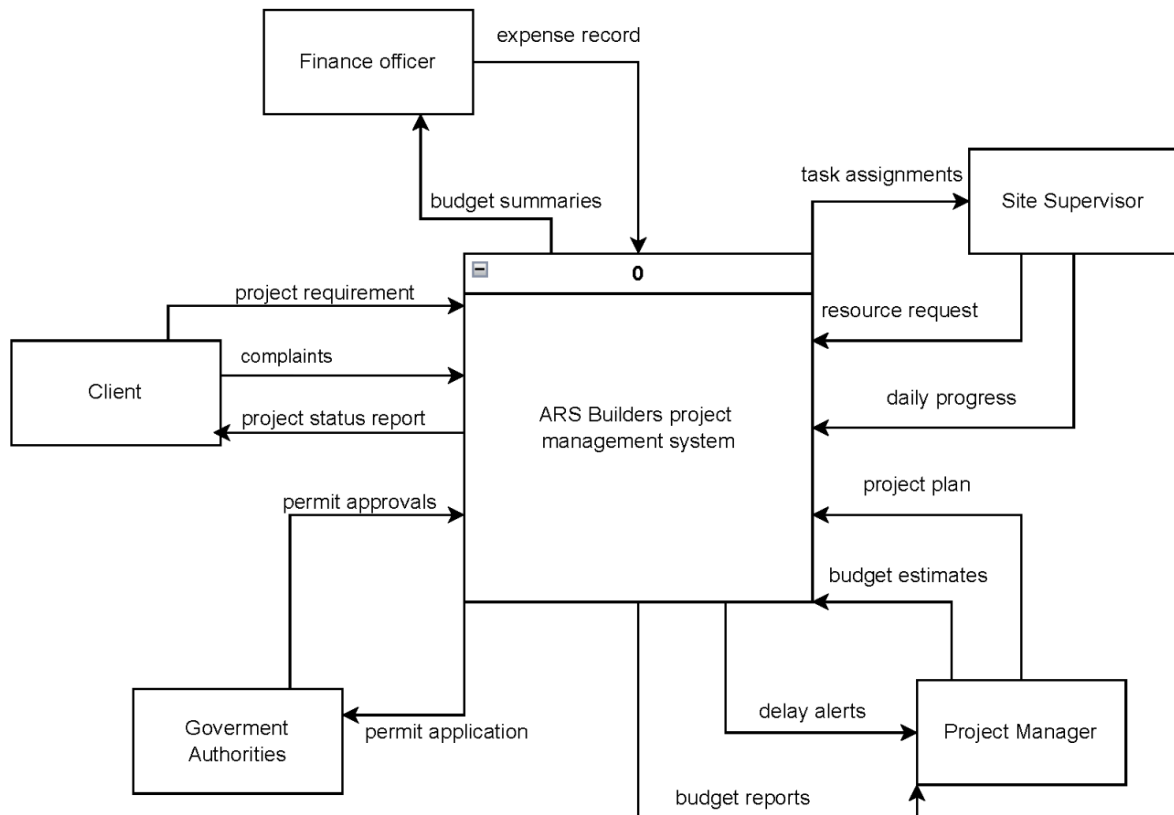 expense record
Finance officer
budget summaries
task assignments
Site Supervisor
0
project requirement
resource request
complaints
Client
daily progress
project status report
ARS Builders project
management system
permit approvals
project plan
budget estimates
Goverment
Authorities
permit application
delay alerts
Project Manager
budget reports